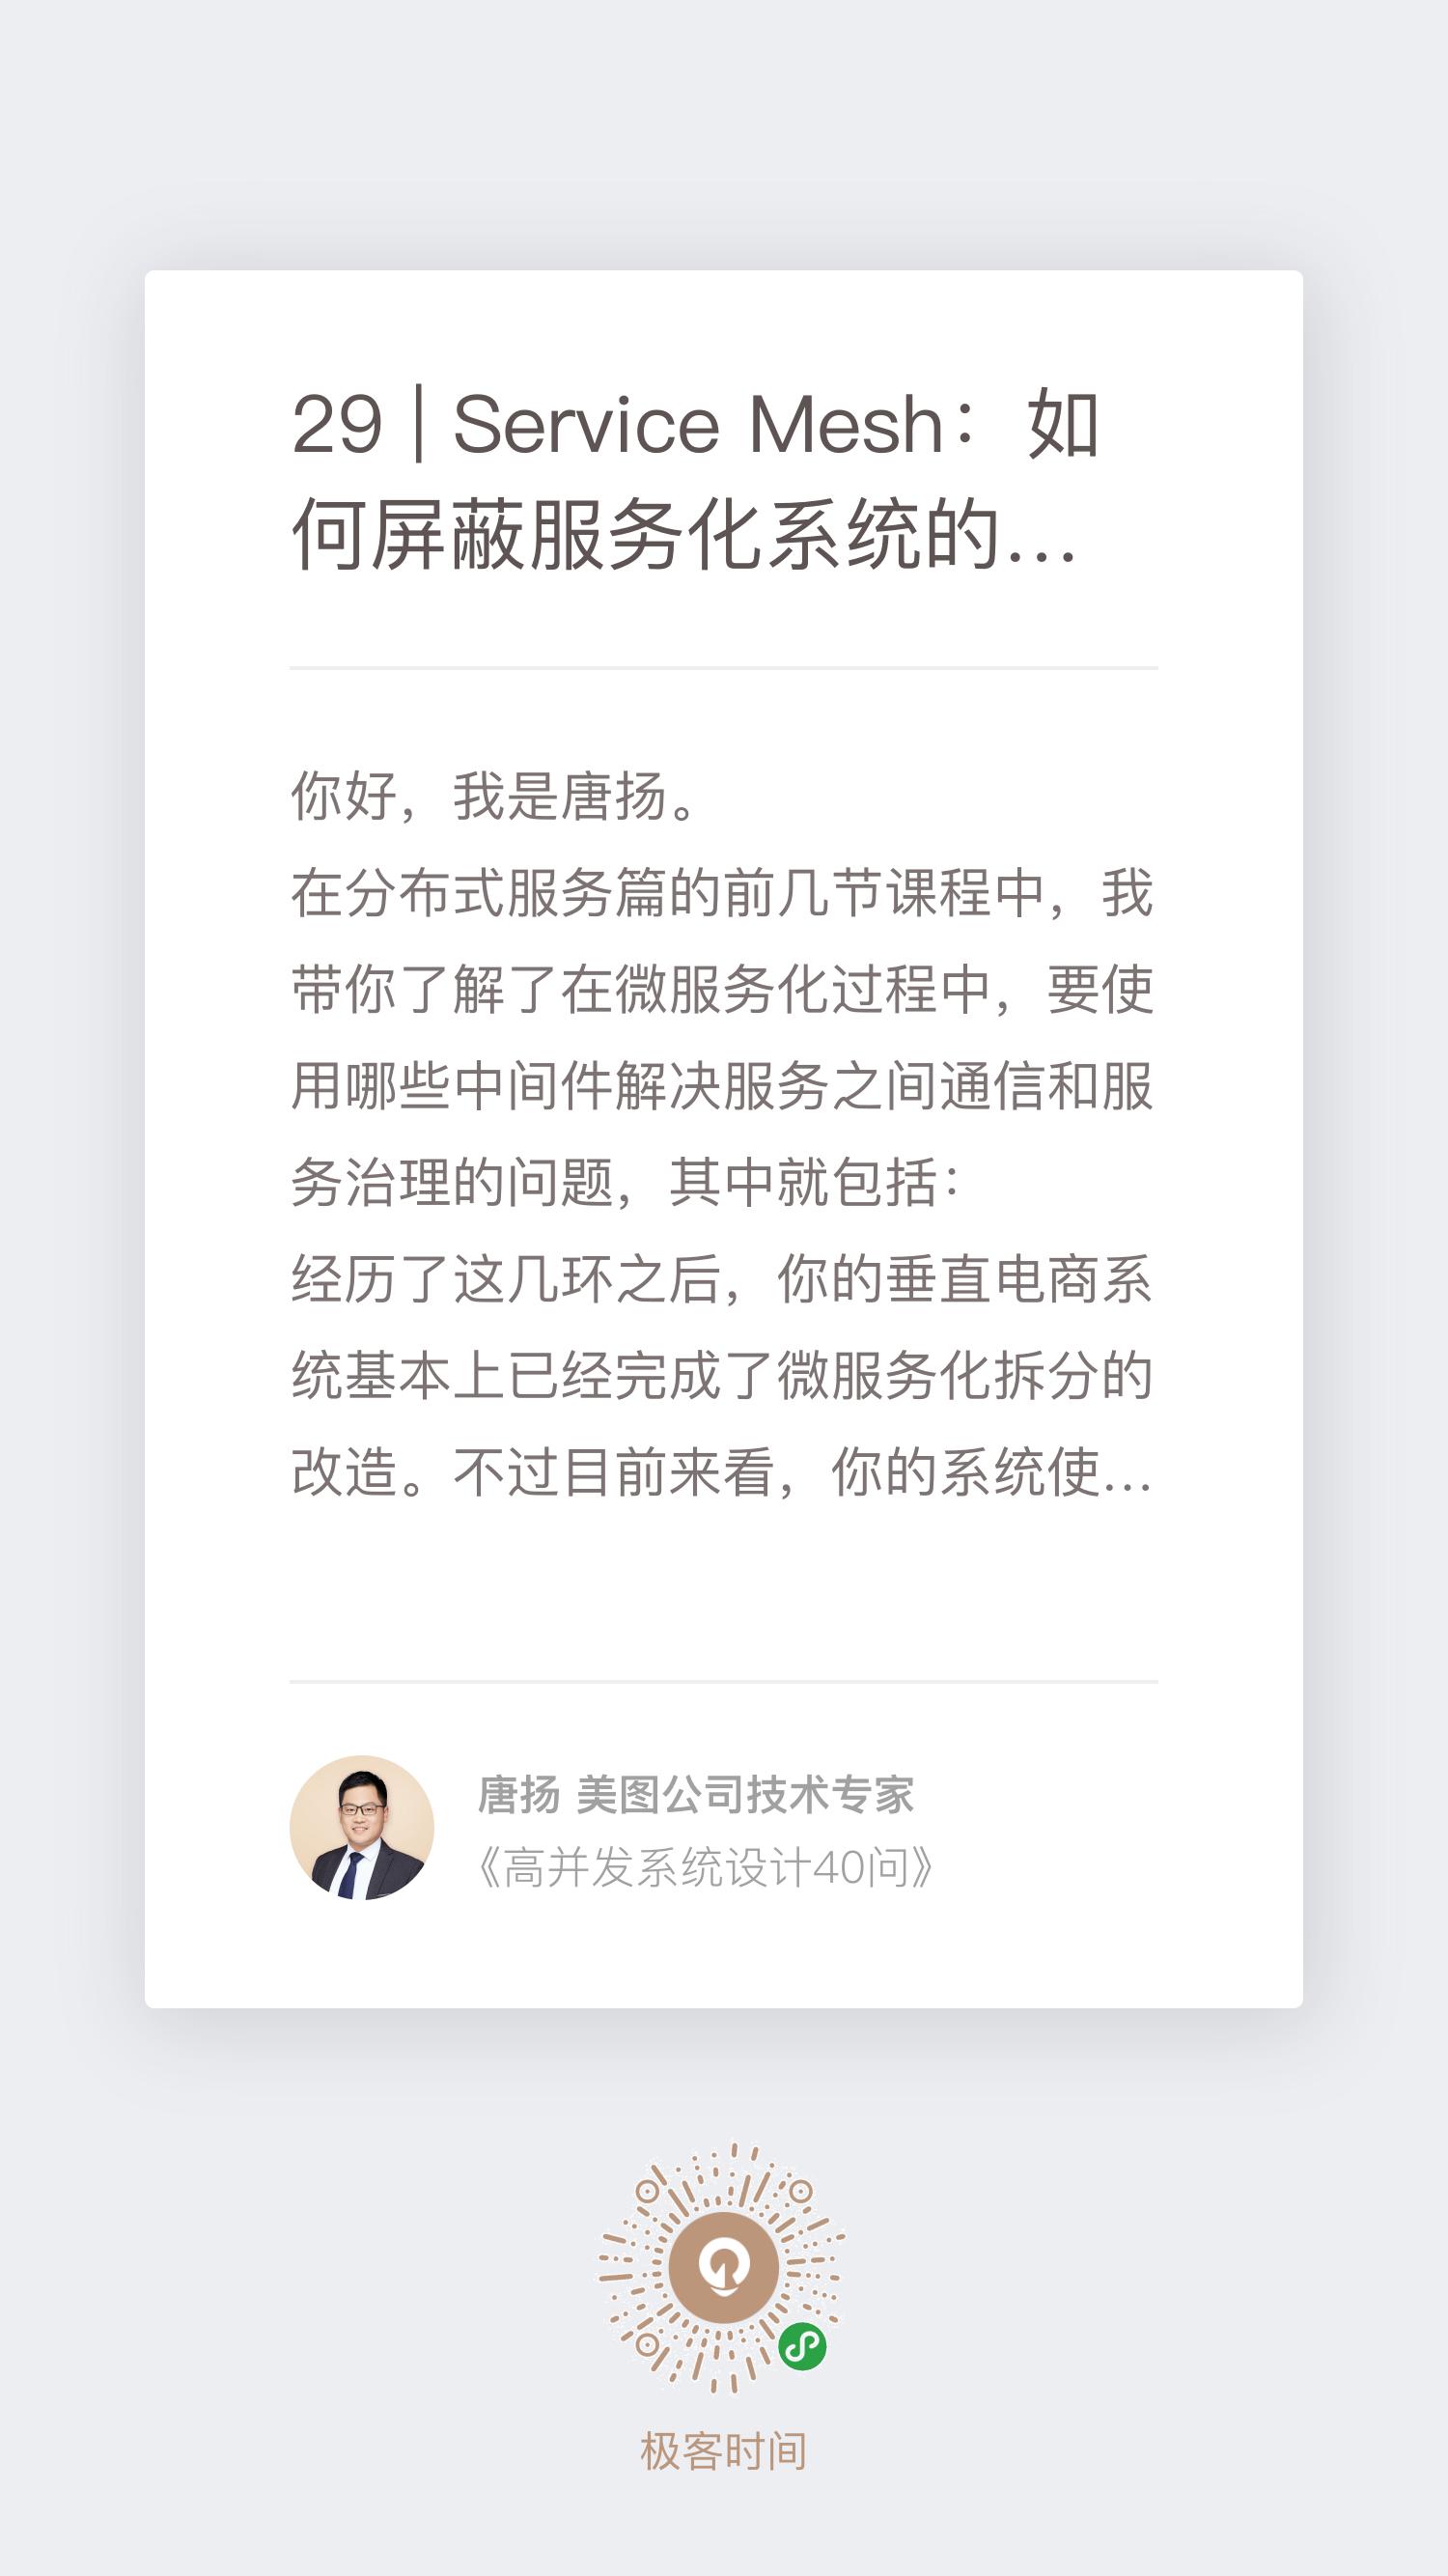 29 | Service Mesh：如
何屏蔽服务化系统的...
你好，我是唐扬。
在分布式服务篇的前几节课程中，我
带你了解了在微服务化过程中，要使
用哪些中间件解决服务之间通信和服
务治理的问题，其中就包括：
经历了这几环之后，你的垂直电商系
统基本上已经完成了微服务化拆分的
改造。不过目前来看，你的系统使...
唐扬 美图公司技术专家
《高并发系统设计40问》
极客时间